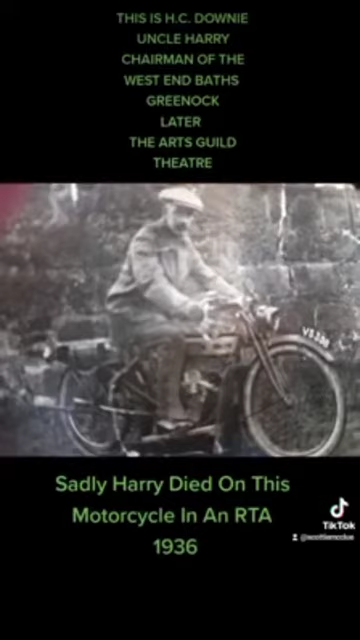 THIS IS H.C. DOWNIE
UNCLE HARRY
CHAIRMAN OF THE
WEST END BATHS
GREENOCK
LATER
THE ARTS GUILD
THEATRE
Sadly Harry Died On This
Motorcycle In An RTA
1936
TikTok